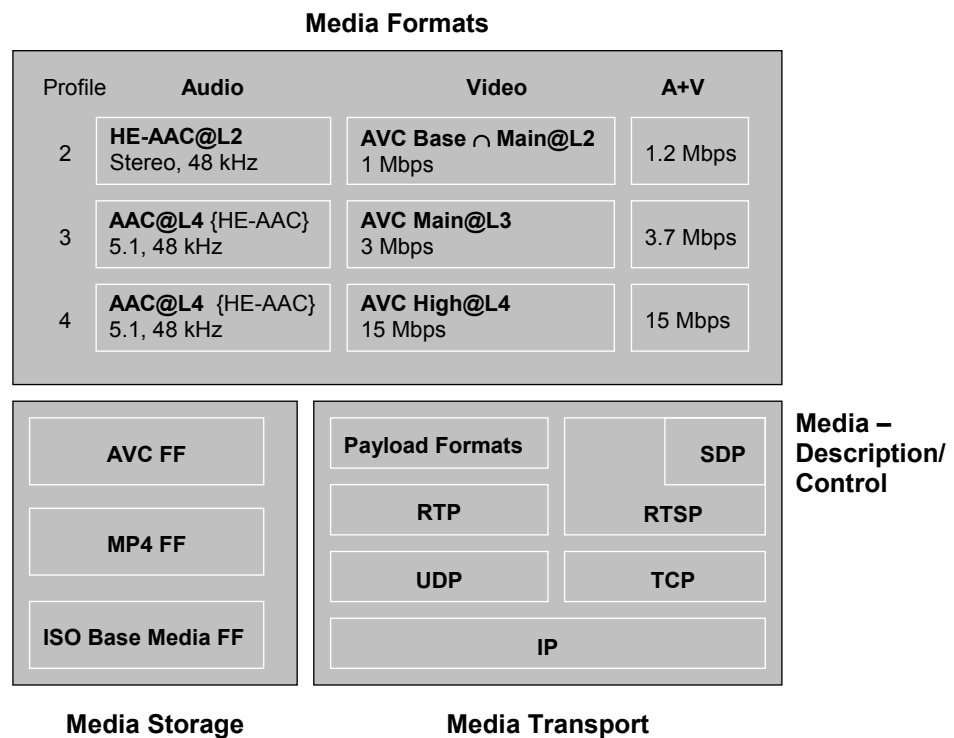 Media Formats
Profile Audio Video A+V
2 HE-AAC@L2 AVC Base ∩ Main@L2 1.2 Mbps
Stereo, 48 kHz 1 Mbps
3 AAC@L4 {HE-AAC} AVC Main@L3 3.7 Mbps
5.1, 48 kHz 3 Mbps
4 AAC@L4 {HE-AAC} AVC High@L4 15 Mbps
5.1, 48 kHz 15 Mbps
AVC FF
MP4 FF
ISO Base Media FF
Media Storage
Payload Formats SDP
RTP RTSP
UDP TCP
IP
Media Transport
Media –
Description/
Control